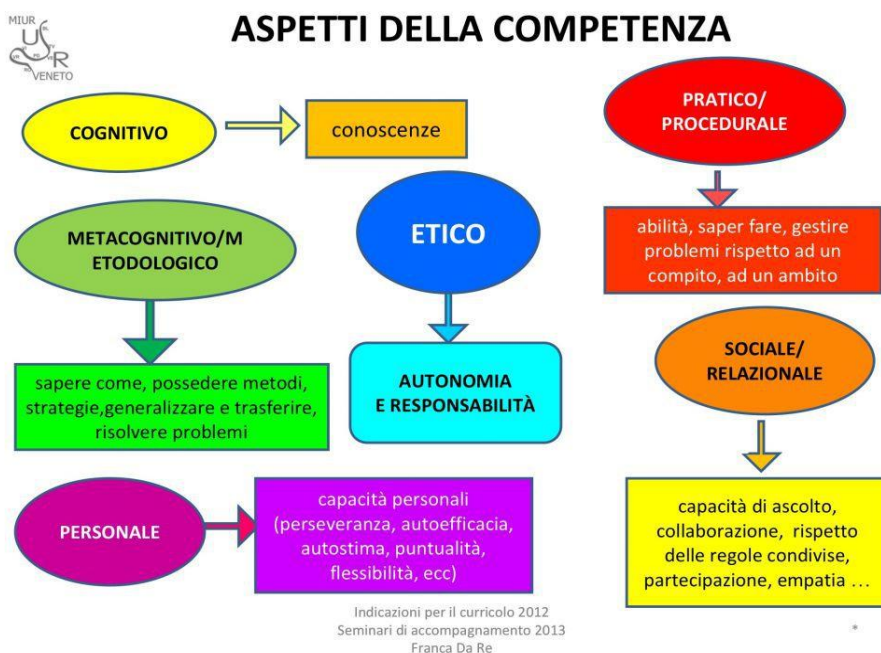 MIUR
USR
VENETO
ASPETTI DELLA COMPETENZA
COGNITIVO
conoscenze
PRATICO/
PROCEDURALE
abilità, saper fare, gestire
problemi rispetto ad un
compito, ad un ambito
METACOGNITIVO/M
ETODOLOGICO
sapere come, possedere metodi,
strategie,generalizzare e trasferire,
risolvere problemi
ETICO
AUTONOMIA
E RESPONSABILITÀ
SOCIALE/
RELAZIONALE
capacità di ascolto,
collaborazione, rispetto
delle regole condivise,
partecipazione, empatia …
PERSONALE
capacità personali
(perseveranza, autoefficacia,
autostima, puntualità,
flessibilità, ecc)
Indicazioni per il curricolo 2012
Seminari di accompagnamento 2013
Franca Da Re
*